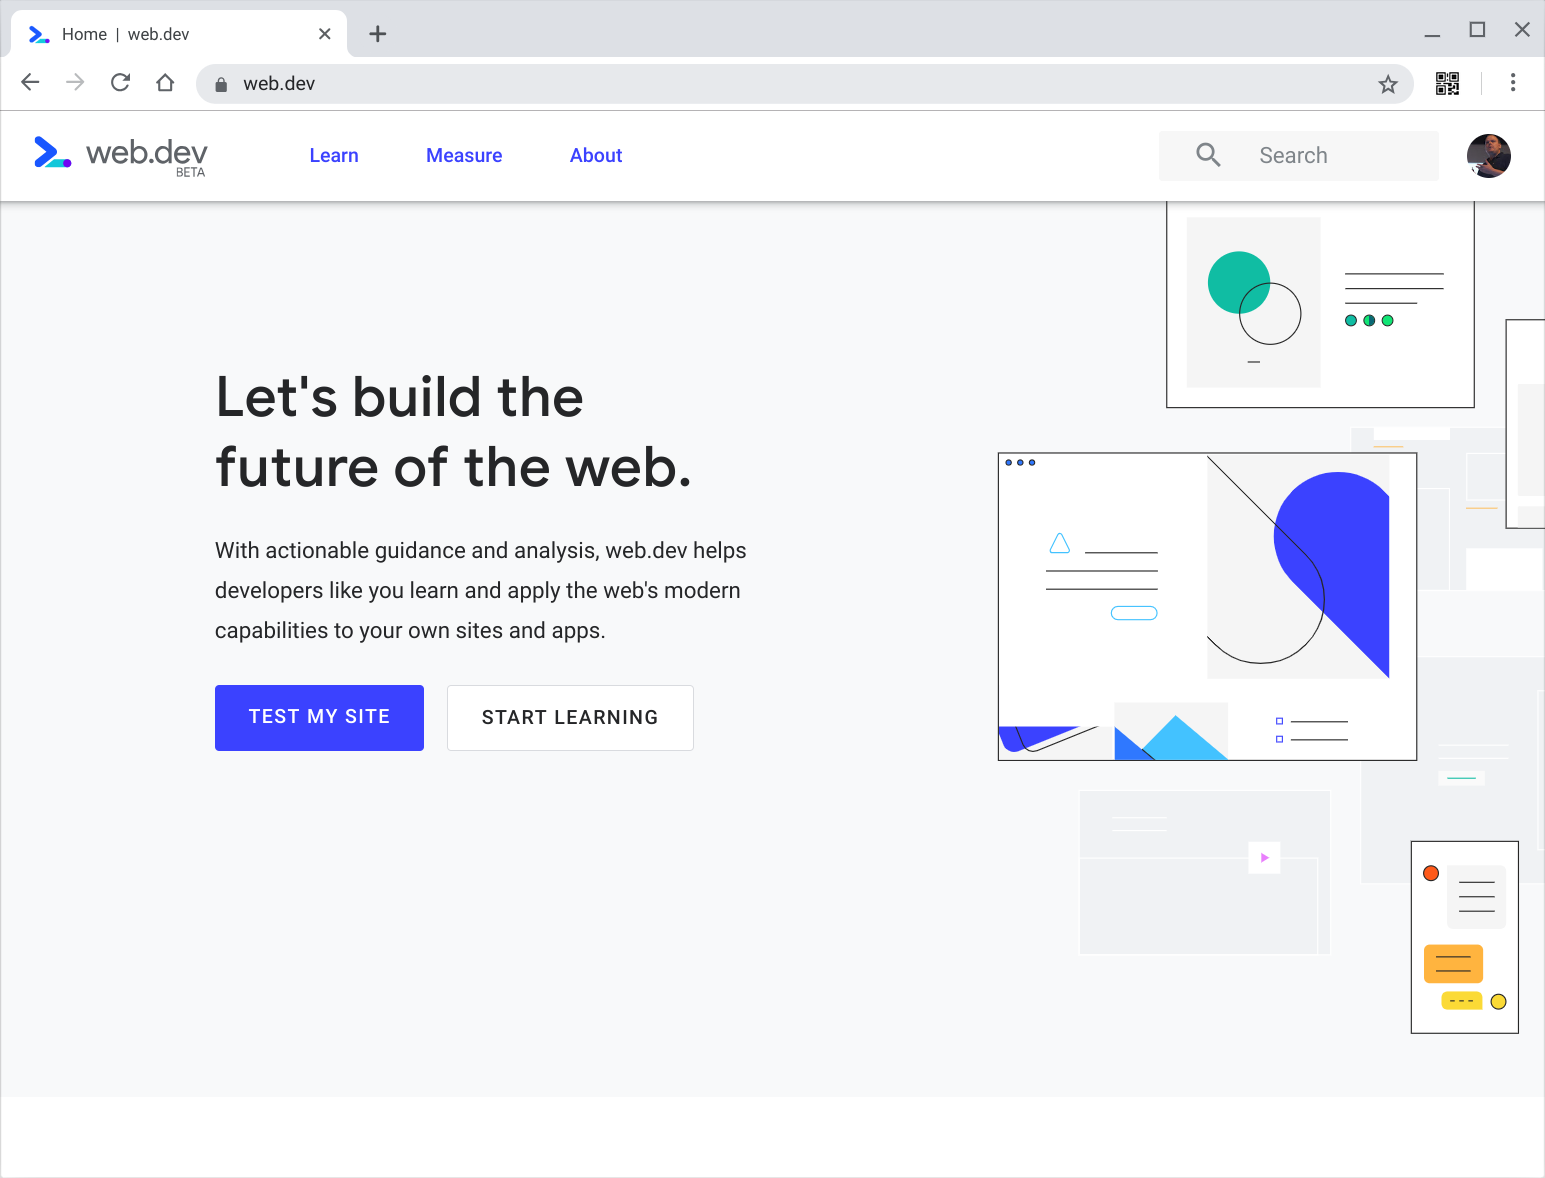 Home | web.dev
web.dev
web.dev
BETA
Learn
Measure
About
Search
Let's build the
future of the web.
With actionable guidance and analysis, web.dev helps
developers like you learn and apply the web's modern
capabilities to your own sites and apps.
TEST MY SITE
START LEARNING